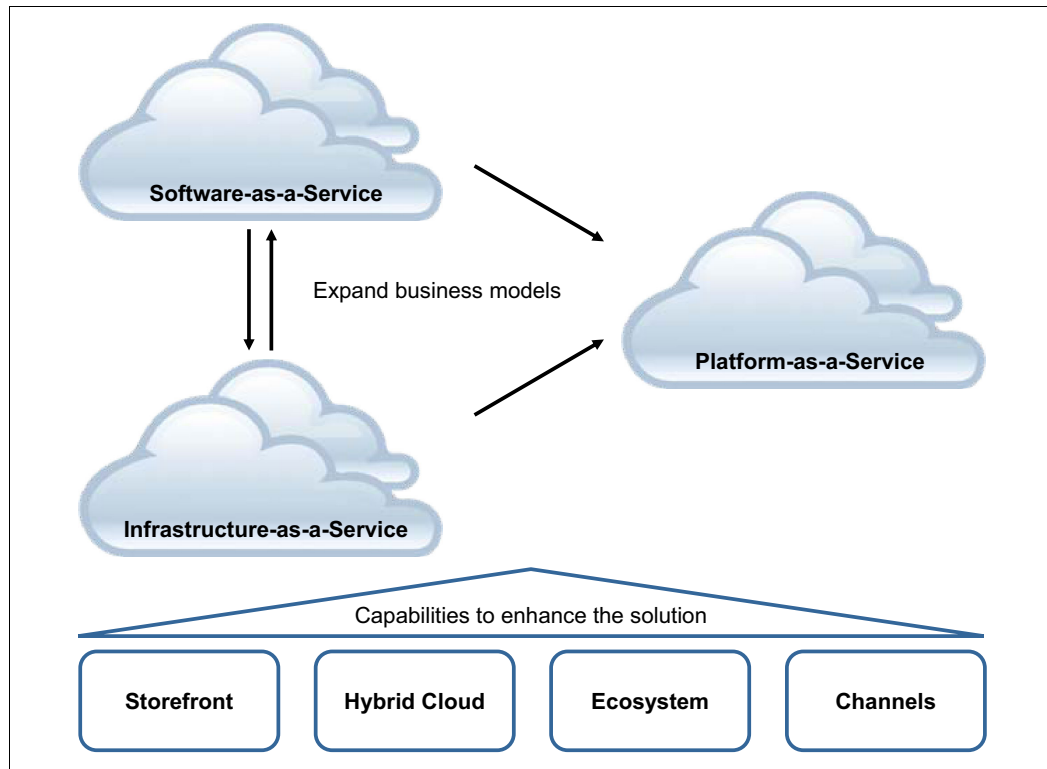 Software-as-a-Service
Expand business models
Platform-as-a-Service
Infrastructure-as-a-Service
Capabilities to enhance the solution
Storefront
Hybrid Cloud
Ecosystem
Channels